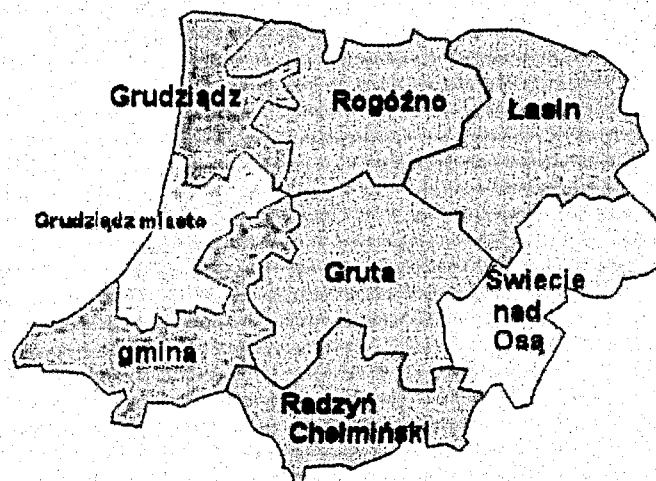 Grudziądz
Rogóźno
Łasin
Grudziądz miasto
Gruta
Świecie
nad
Osą
gmina
Radzyń
Chełmiński